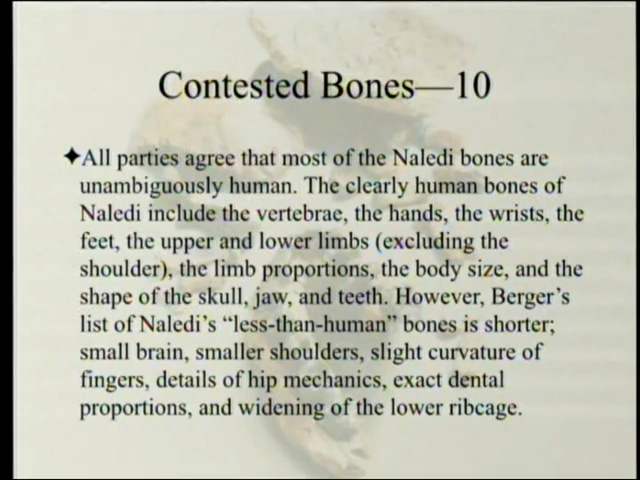 Contested Bones—10
✦All parties agree that most of the Naledi bones are
unambiguously human. The clearly human bones of
Naledi include the vertebrae, the hands, the wrists, the
feet, the upper and lower limbs (excluding the
shoulder), the limb proportions, the body size, and the
shape of the skull, jaw, and teeth. However, Berger’s
list of Naledi’s “less-than-human” bones is shorter;
small brain, smaller shoulders, slight curvature of
fingers, details of hip mechanics, exact dental
proportions, and widening of the lower ribcage.